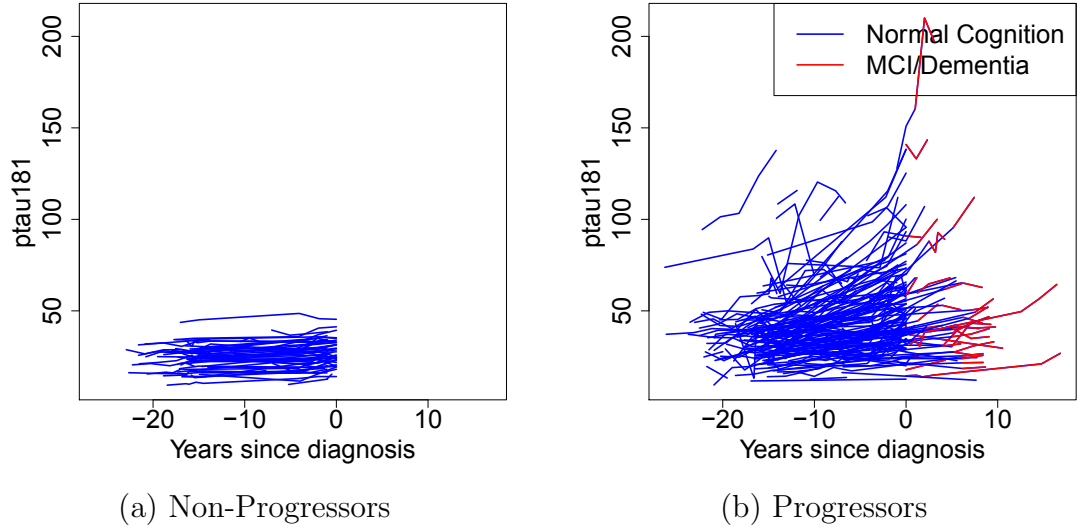 200
150
100
50
ptau181
−20
−10
0
10
Years since diagnosis
(a) Non-Progressors
Normal Cognition
MCI/Dementia
200
150
100
50
ptau181
−20
−10
0
10
Years since diagnosis
(b) Progressors